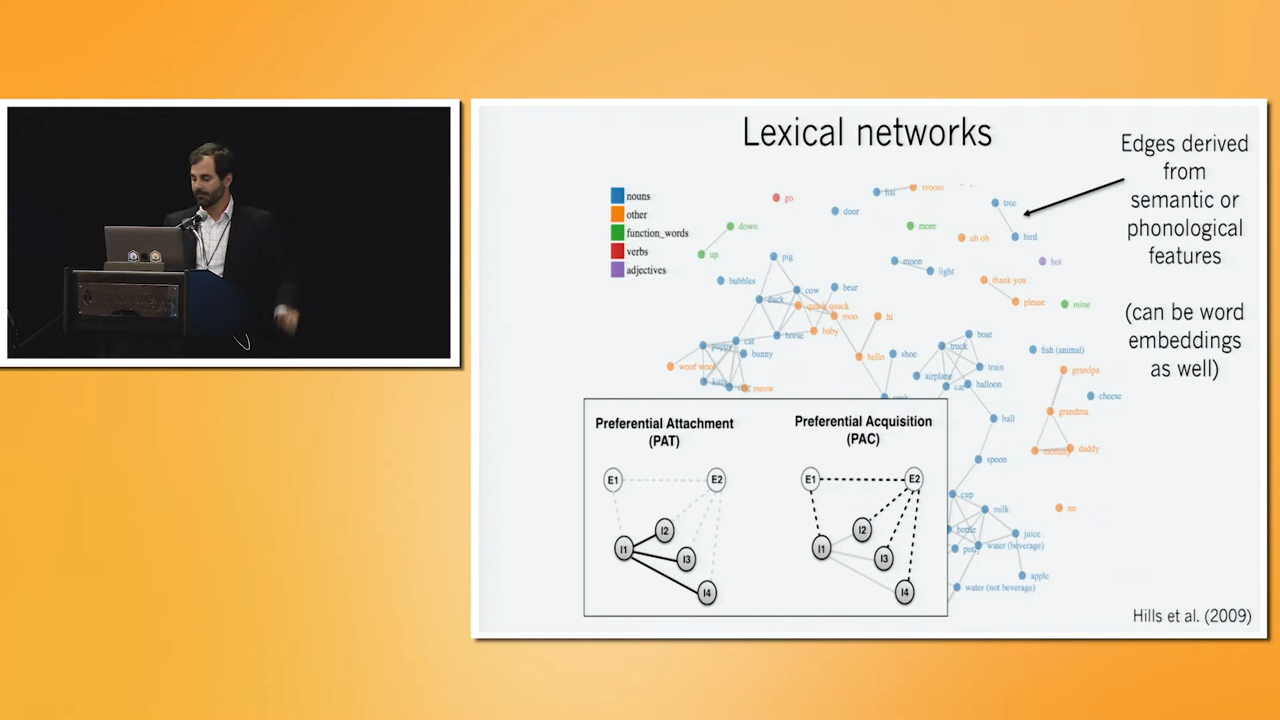 Lexical networks
Edges derived
from
semantic or
phonological
features
(can be word
embeddings
as well)
nouns
other
function_words
verbs
adjectives
go
hat
vroom
tree
door
down
more
uh oh
bird
up
pig
moon
light
hot
bubbles
cow
bear
thank you
duck
quack quack
please
mine
moo
hi
baby
horse
boat
puppy
cat
truck
fish (animal)
bunny
hello
shoe
woof woof
train
grandpa
airplane
meow
car
balloon
cheese
grandma
ball
mommy
daddy
spoon
cup
milk
no
bottle
juice
water (beverage)
apple
water (not beverage)
Preferential Attachment
(PAT)
E1
E2
I2
I1
I3
I4
Preferential Acquisition
(PAC)
E1
E2
I2
I1
I3
I4
Hills et al. (2009)